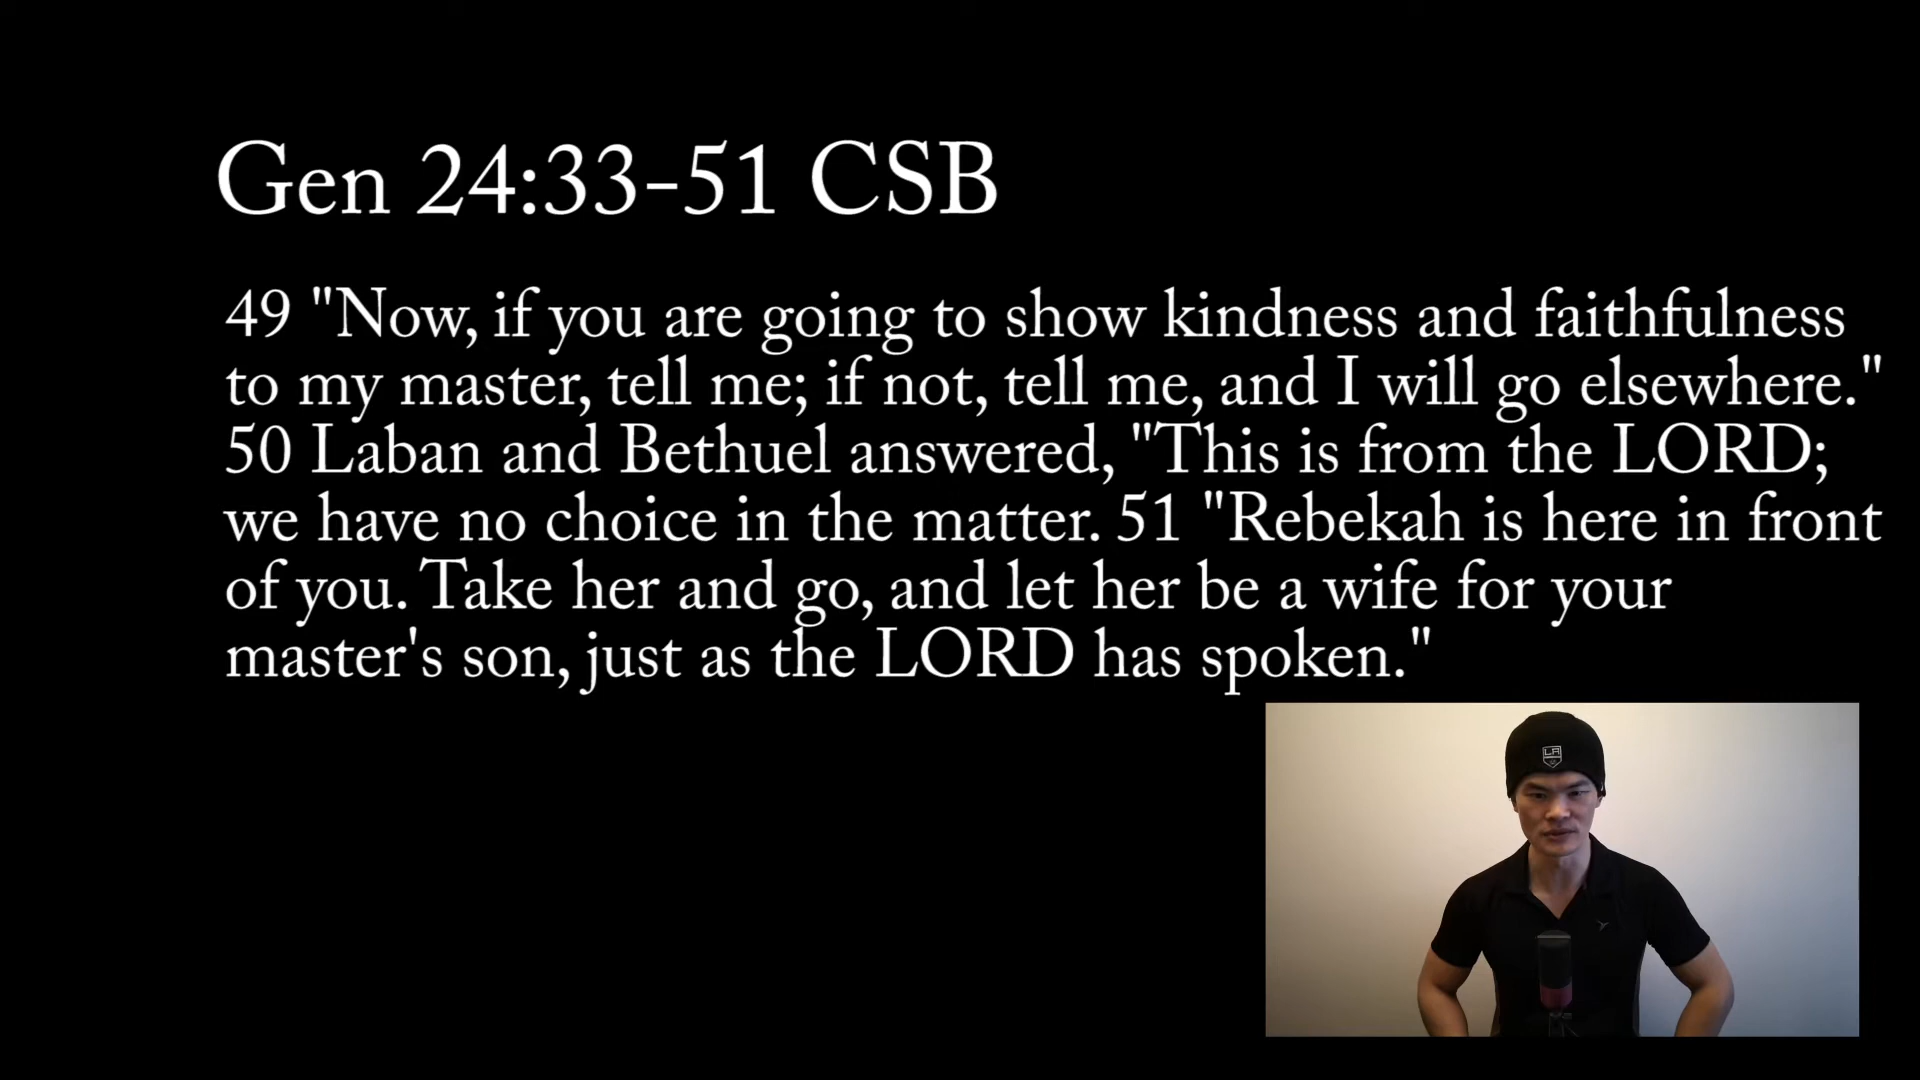 Gen 24:33-51 CSB
49 "Now, if you are going to show kindness and faithfulness
to my master, tell me; if not, tell me, and I will go elsewhere."
50 Laban and Bethuel answered, "This is from the LORD;
we have no choice in the matter. 51 "Rebekah is here in front
of you. Take her and go, and let her be a wife for your
master's son, just as the LORD has spoken."
LA